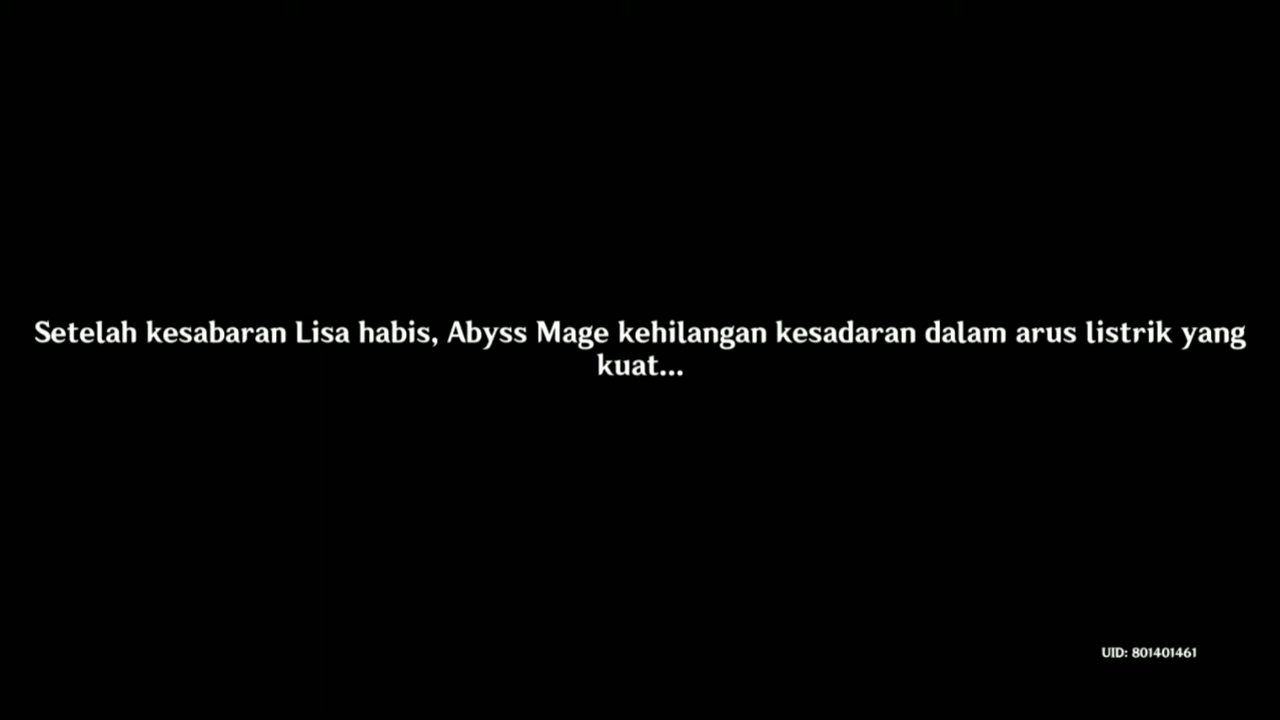 Setelah kesabaran Lisa habis, Abyss Mage kehilangan kesadaran dalam arus listrik yang
kuat...
UID: 801401461